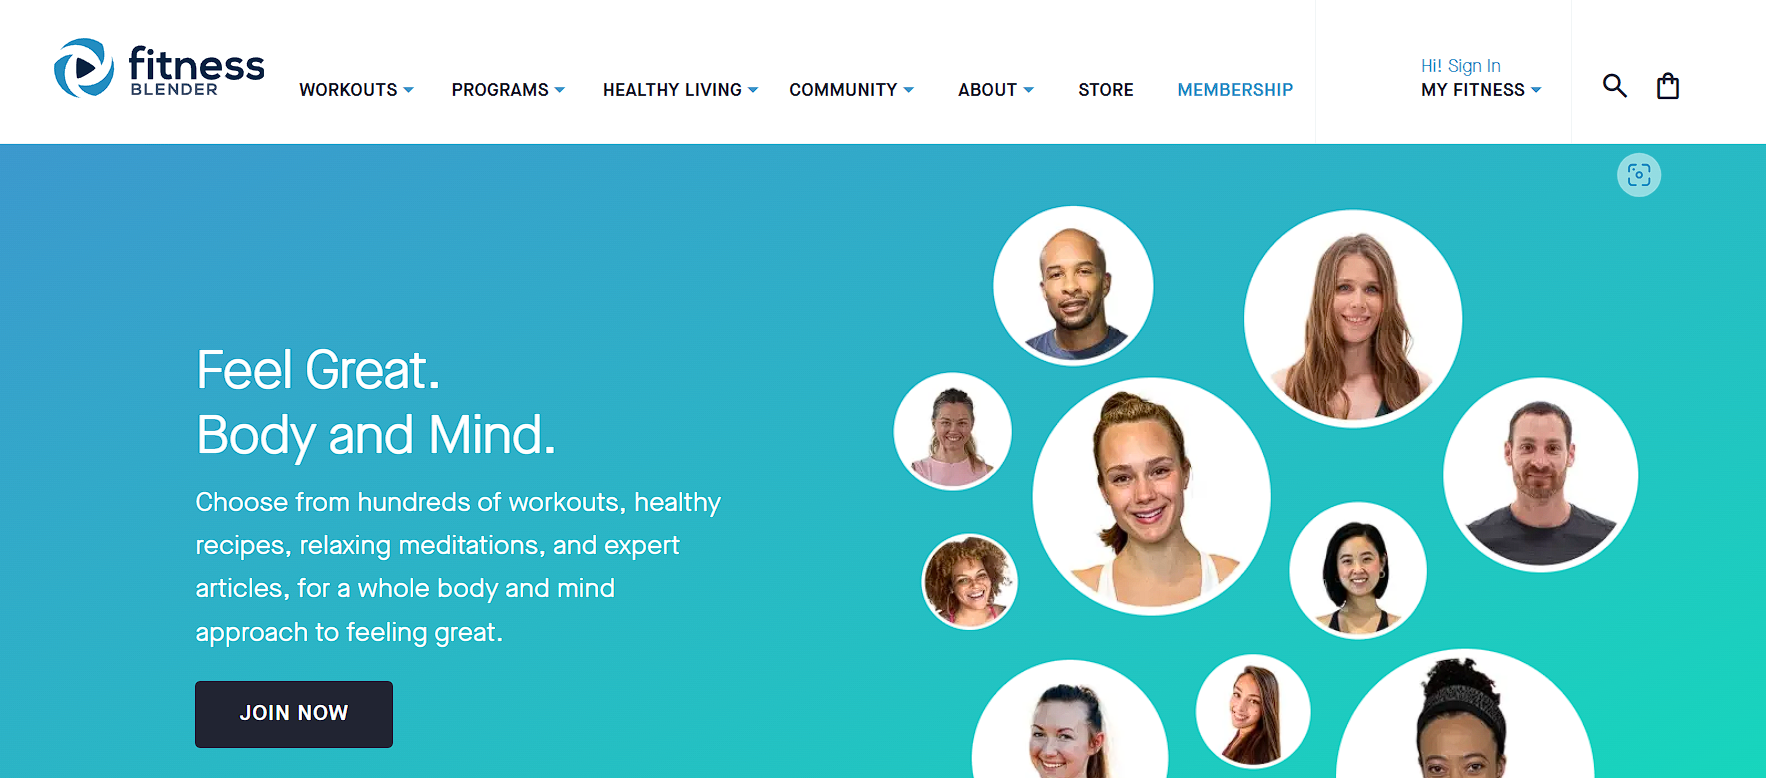 fitness
BLENDER
WORKOUTS
PROGRAMS
HEALTHY LIVING
COMMUNITY
ABOUT
STORE
MEMBERSHIP
Hi! Sign In
MY FITNESS
Feel Great.
Body and Mind.
Choose from hundreds of workouts, healthy
recipes, relaxing meditations, and expert
articles, for a whole body and mind
approach to feeling great.
JOIN NOW